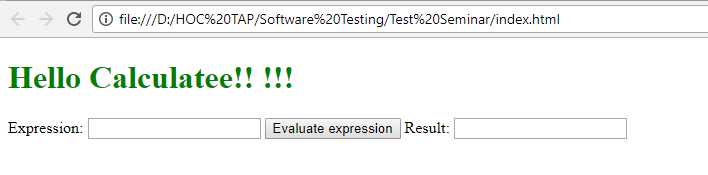 file:///D:/HOC%20TAP/Software%20Testing/Test%20Seminar/index.html
Hello Calculatee!! !!!
Expression: Evaluate expression Result: